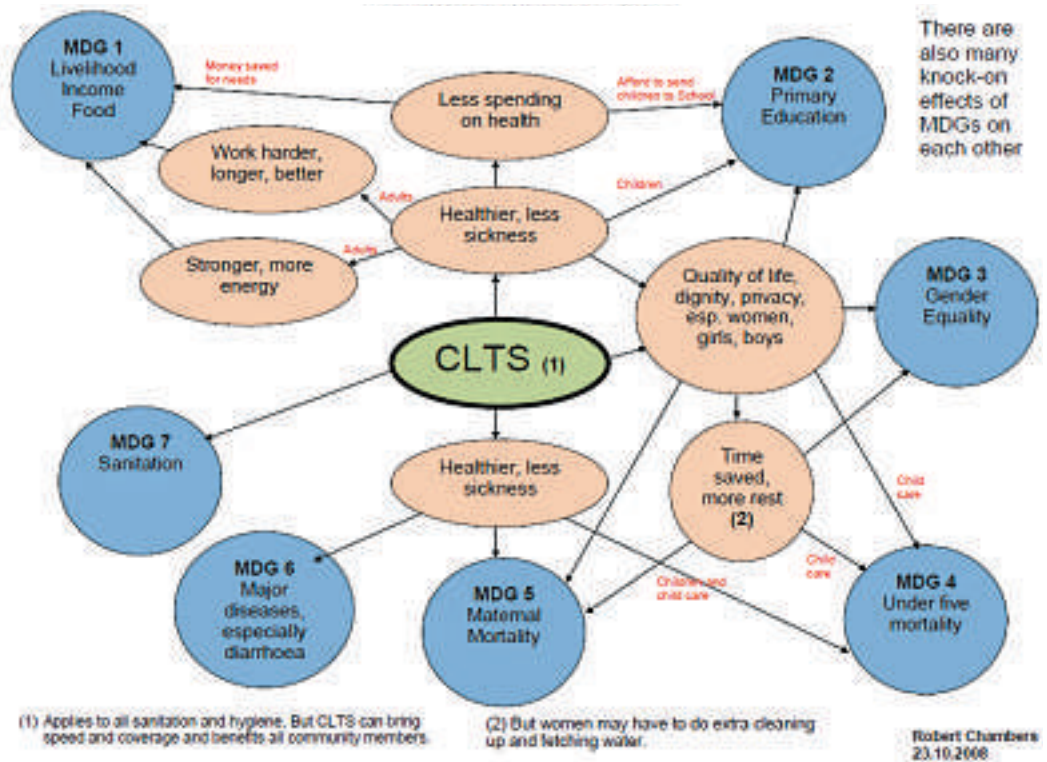 MDG 1
Livelihood
Income
Food
Money saved
for needs
Less spending
on health
Afford to send
children to School
MDG 2
Primary
Education
There are
also many
knock-on
effects of
MDGs on
each other
Work harder,
longer, better
Adults
Healthier, less
sickness
Children
Stronger, more
energy
Adults
Quality of life,
dignity, privacy,
esp. women,
girls, boys
MDG 3
Gender
Equality
CLTS (1)
MDG 7
Sanitation
Healthier, less
sickness
Time
saved,
more rest
(2)
Child
care
MDG 6
Major
diseases,
especially
diarrhoea
MDG 5
Maternal
Mortality
Children and
child care
Child
care
MDG 4
Under five
mortality
(1) Applies to all sanitation and hygiene. But CLTS can bring
speed and coverage and benefits all community members.
(2) But women may have to do extra cleaning
up and fetching water.
Robert Chambers
23.10.2008